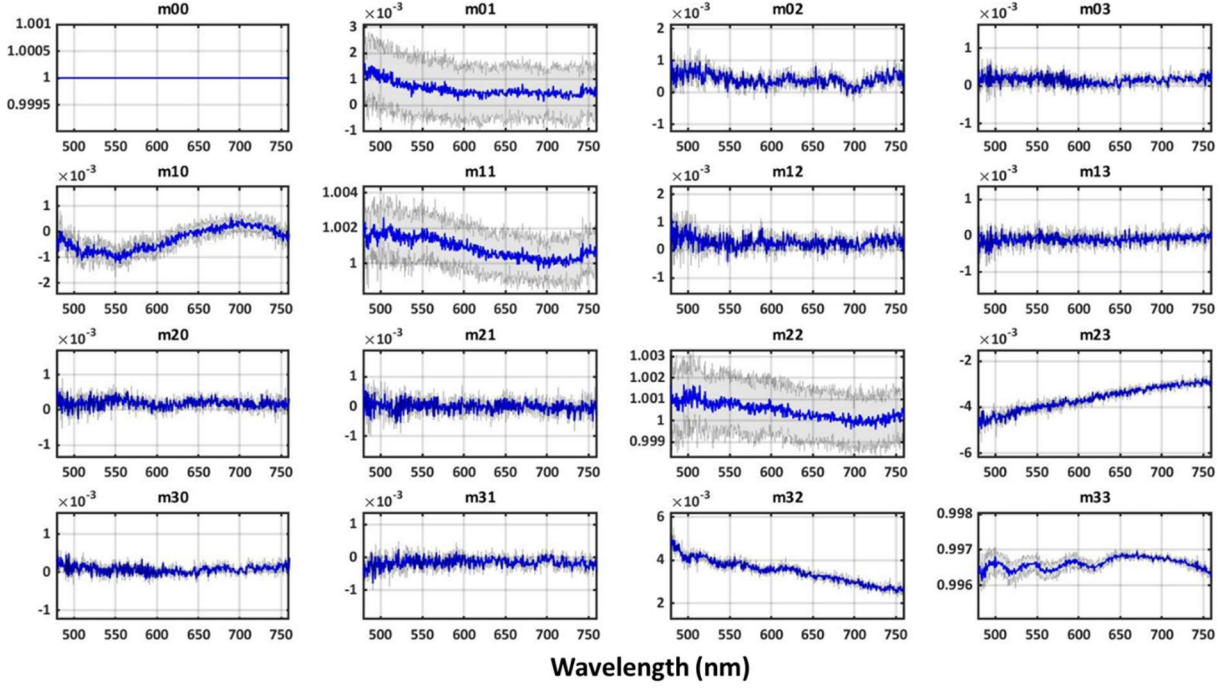 m00 m01 m02 m03
×10⁻³ ×10⁻³ ×10⁻³
1.001 3 2 1
1.0005 2 1 0
1 1 0 -1
0.9995 0 -1
-1
500 550 600 650 700 750 500 550 600 650 700 750 500 550 600 650 700 750 500 550 600 650 700 750
m10 m11 m12 m13
×10⁻³ ×10⁻³ ×10⁻³
1 1.004 2 1
0 1.002 1 0
-1 1 0 -1
-2 -1
500 550 600 650 700 750 500 550 600 650 700 750 500 550 600 650 700 750 500 550 600 650 700 750
m20 m21 m22 m23
×10⁻³ ×10⁻³ ×10⁻³
1 1 1.003 -2
0 0 1.002 -4
-1 -1 1.001 -6
1
0.999
500 550 600 650 700 750 500 550 600 650 700 750 500 550 600 650 700 750 500 550 600 650 700 750
m30 m31 m32 m33
×10⁻³ ×10⁻³ ×10⁻³
1 1 6 0.998
0 0 4 0.997
-1 -1 2 0.996
500 550 600 650 700 750 500 550 600 650 700 750 500 550 600 650 700 750 500 550 600 650 700 750
Wavelength (nm)